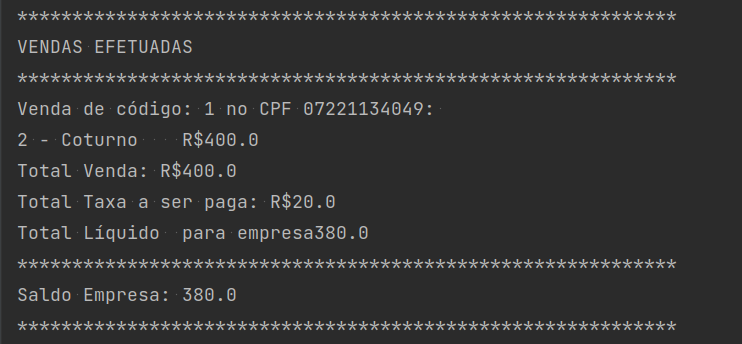 ************************************************************
VENDAS EFETUADAS
************************************************************
Venda de código: 1 no CPF 07221134049:
2 - Coturno    R$400.0
Total Venda: R$400.0
Total Taxa a ser paga: R$20.0
Total Líquido  para empresa380.0
************************************************************
Saldo Empresa: 380.0
************************************************************